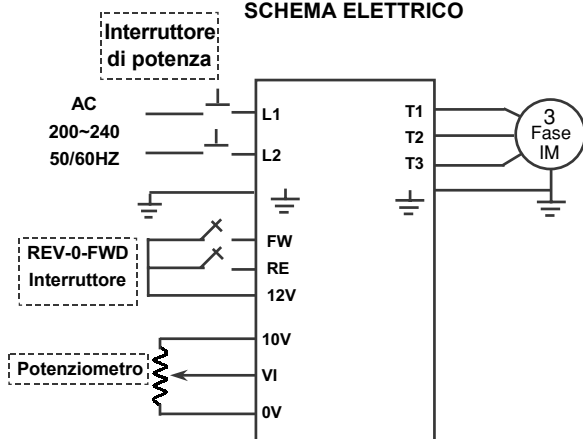 SCHEMA ELETTRICO
Interruttore
di potenza
AC
200~240
50/60HZ
L1
L2
T1
T2
T3
3
Fase
IM
REV-0-FWD
Interruttore
FW
RE
12V
10V
Potenziometro
VI
0V